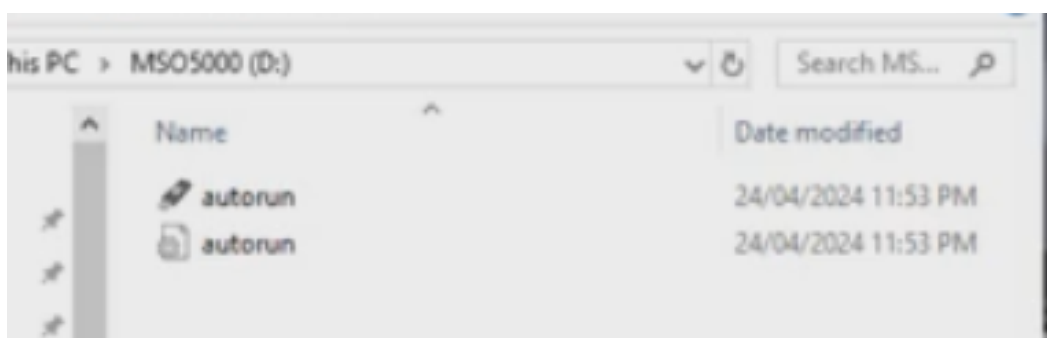 his PC > MSO5000 (D:)
Search MS...
Name
Date modified
autorun
24/04/2024 11:53 PM
autorun
24/04/2024 11:53 PM